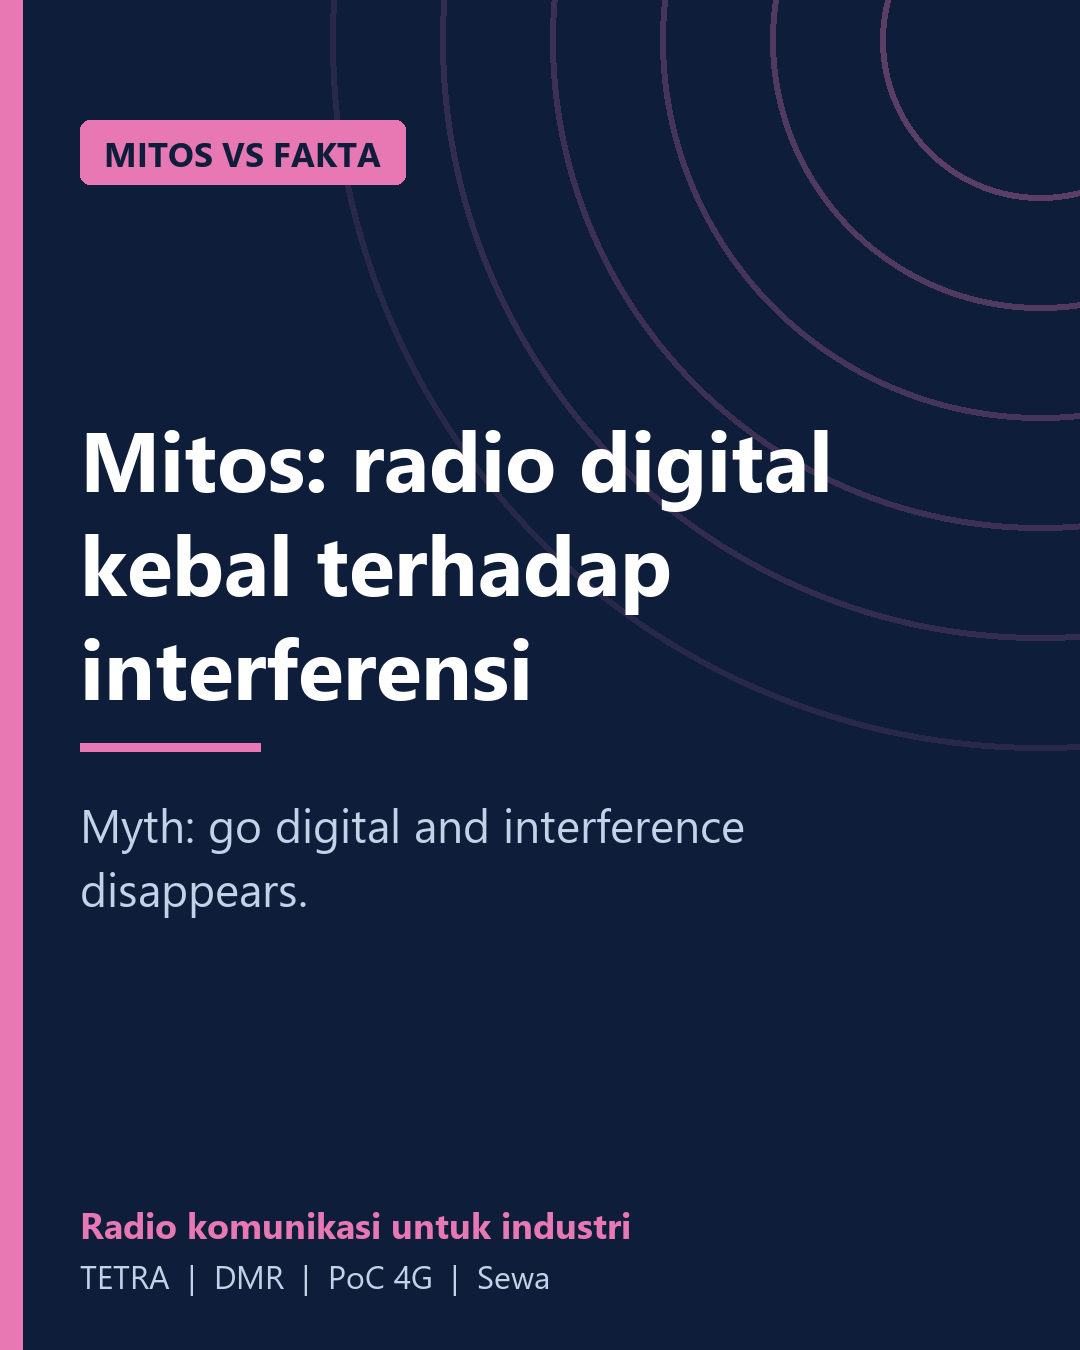 MITOS VS FAKTA
Mitos: radio digital
kebal terhadap
interferensi
Myth: go digital and interference
disappears.
Radio komunikasi untuk industri
TETRA | DMR | PoC 4G | Sewa